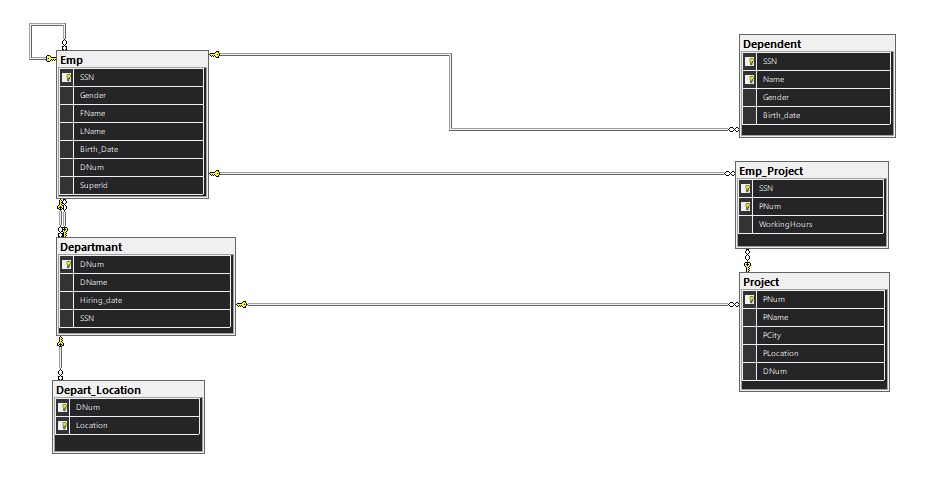 Emp
SSN
Gender
FName
LName
Birth_Date
DNum
SuperId
Departmant
DNum
DName
Hiring_date
SSN
Depart_Location
DNum
Location
Dependent
SSN
Name
Gender
Birth_date
Emp_Project
SSN
PNum
WorkingHours
Project
PNum
PName
PCity
PLocation
DNum